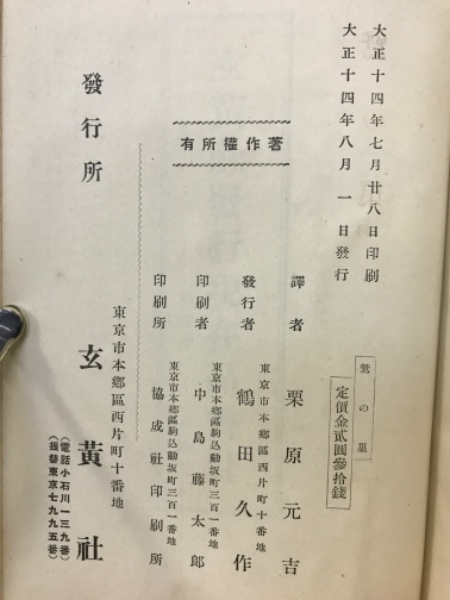 大正十四年七月廿八日印刷
大正十四年八月一日發行
鷲の巢
定價金貳圓參拾錢
著作權所有
譯者 栗原元吉
東京市本鄕區西片町十番地
發行者 鶴田久作
東京市本鄕區駒込動坂町三百一番地
印刷者 中島藤太郎
東京市本鄕區駒込動坂町三百一番地
印刷所 協成社印刷所
發行所
東京市本鄕區西片町十番地
玄黃社
(電話小石川一三九番)
(振替東京七九九五番)